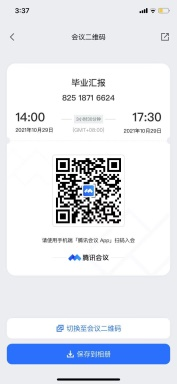 3:37
会议二维码
毕业汇报
825 1871 6624
14:00
17:30
2021年10月29日
(GMT+08:00)
2021年10月29日
请使用手机端「腾讯会议 App」扫码入会
腾讯会议
切换至会议二维码
保存到相册